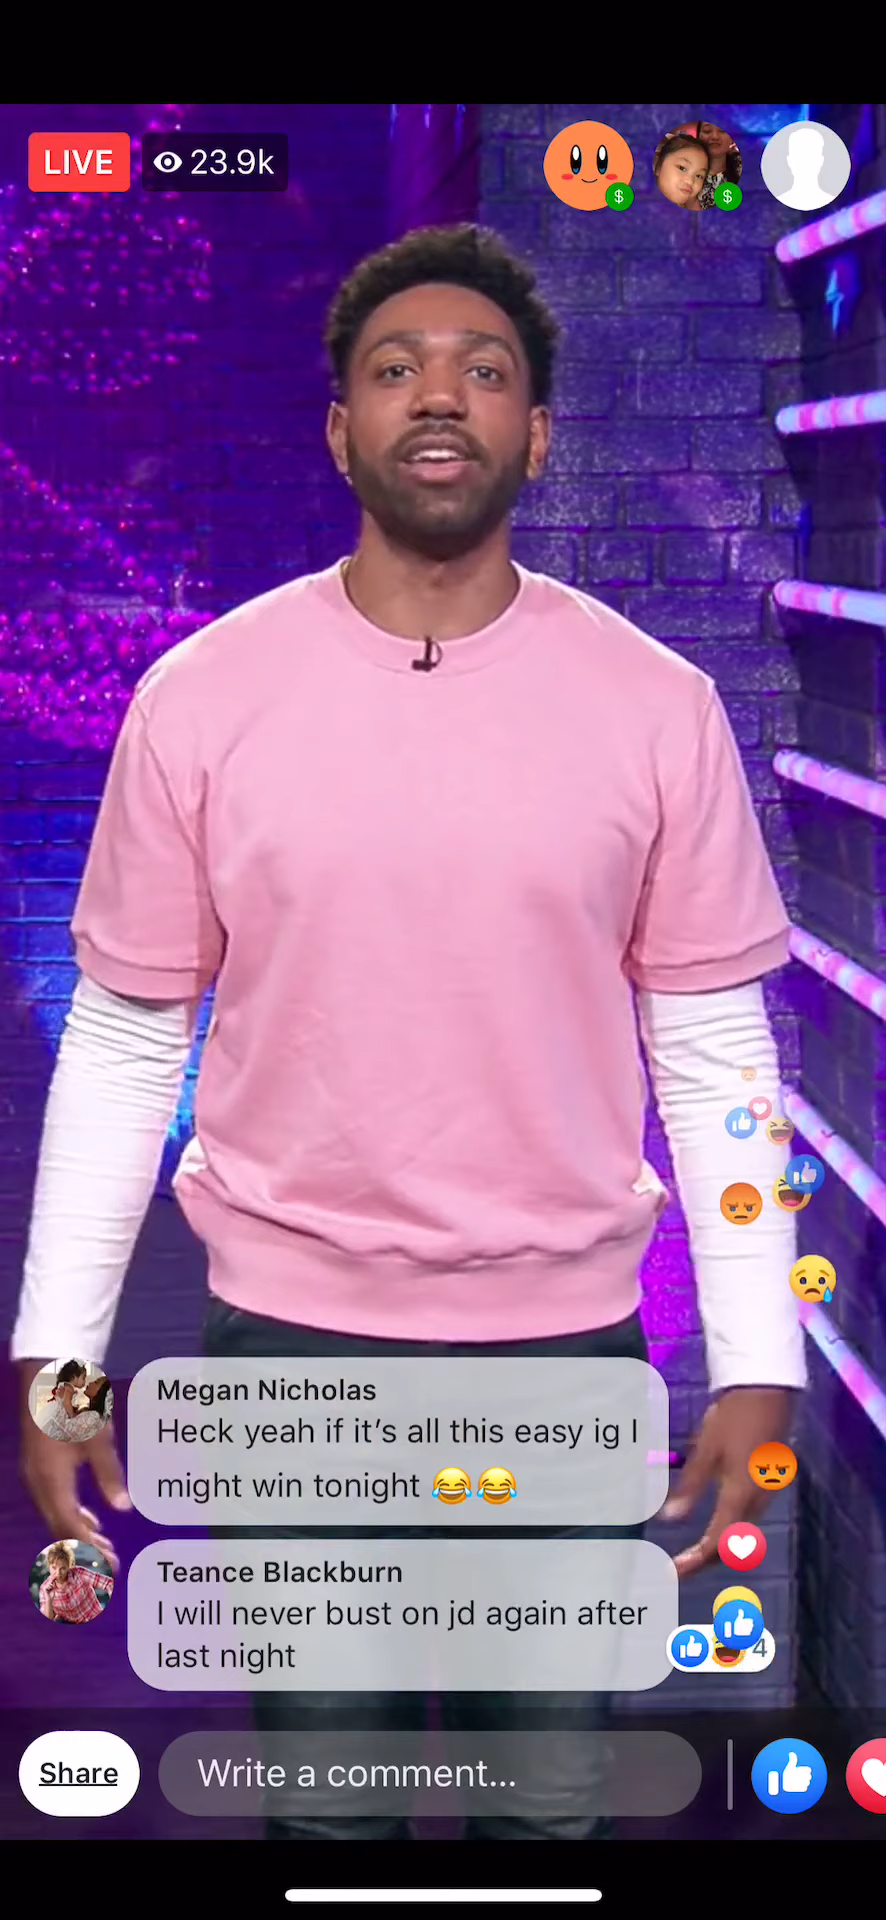 LIVE 23.9k
$ $
Megan Nicholas
Heck yeah if it’s all this easy ig I
might win tonight 😂😂
Teance Blackburn
I will never bust on jd again after
last night
4
Share Write a comment...